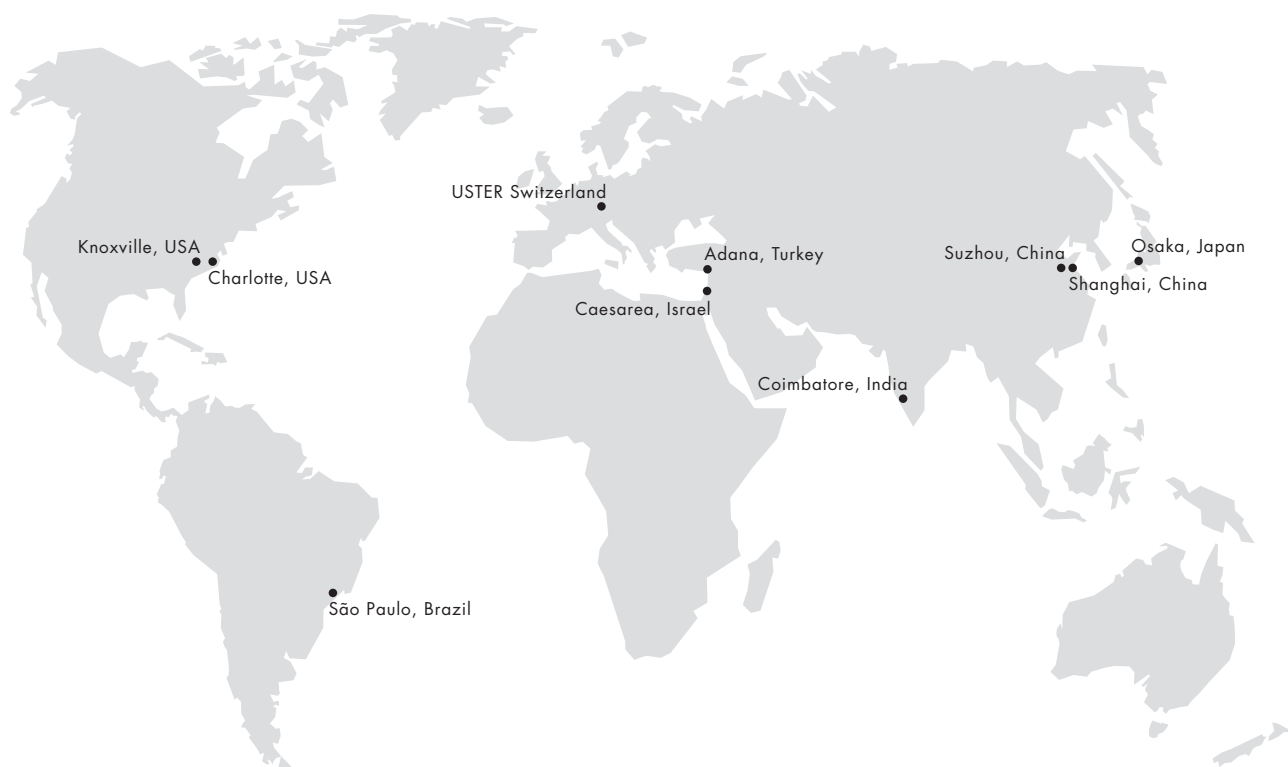 USTER Switzerland
Knoxville, USA
Charlotte, USA
Adana, Turkey
Suzhou, China
Osaka, Japan
Shanghai, China
Caesarea, Israel
Coimbatore, India
São Paulo, Brazil